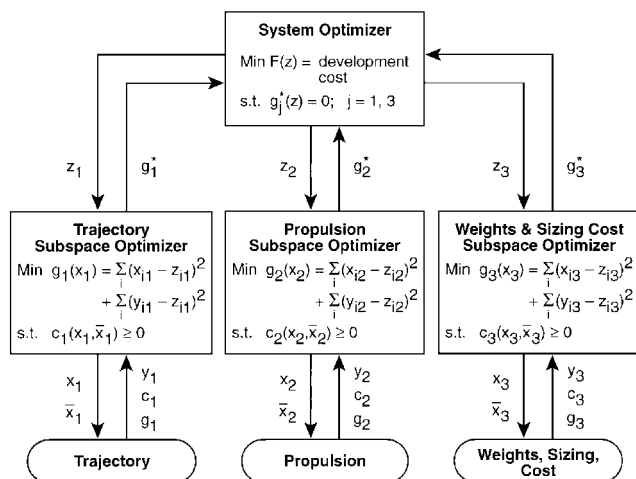 System Optimizer
Min F(z) = development
cost
s.t. g*j(z) = 0; j = 1, 3
z1
g*1
z2
g*2
z3
g*3
Trajectory
Subspace Optimizer
Min g1(x1) = Σi(xi1 − zi1)²
+ Σi(yi1 − zi1)²
s.t. c1(x1,x̄1) ≥ 0
Propulsion
Subspace Optimizer
Min g2(x2) = Σi(xi2 − zi2)²
+ Σi(yi2 − zi2)²
s.t. c2(x2,x̄2) ≥ 0
Weights & Sizing Cost
Subspace Optimizer
Min g3(x3) = Σi(xi3 − zi3)²
+ Σi(yi3 − zi3)²
s.t. c3(x3,x̄3) ≥ 0
x1
x̄1
y1
c1
g1
x2
x̄2
y2
c2
g2
x3
x̄3
y3
c3
g3
Trajectory
Propulsion
Weights, Sizing,
Cost